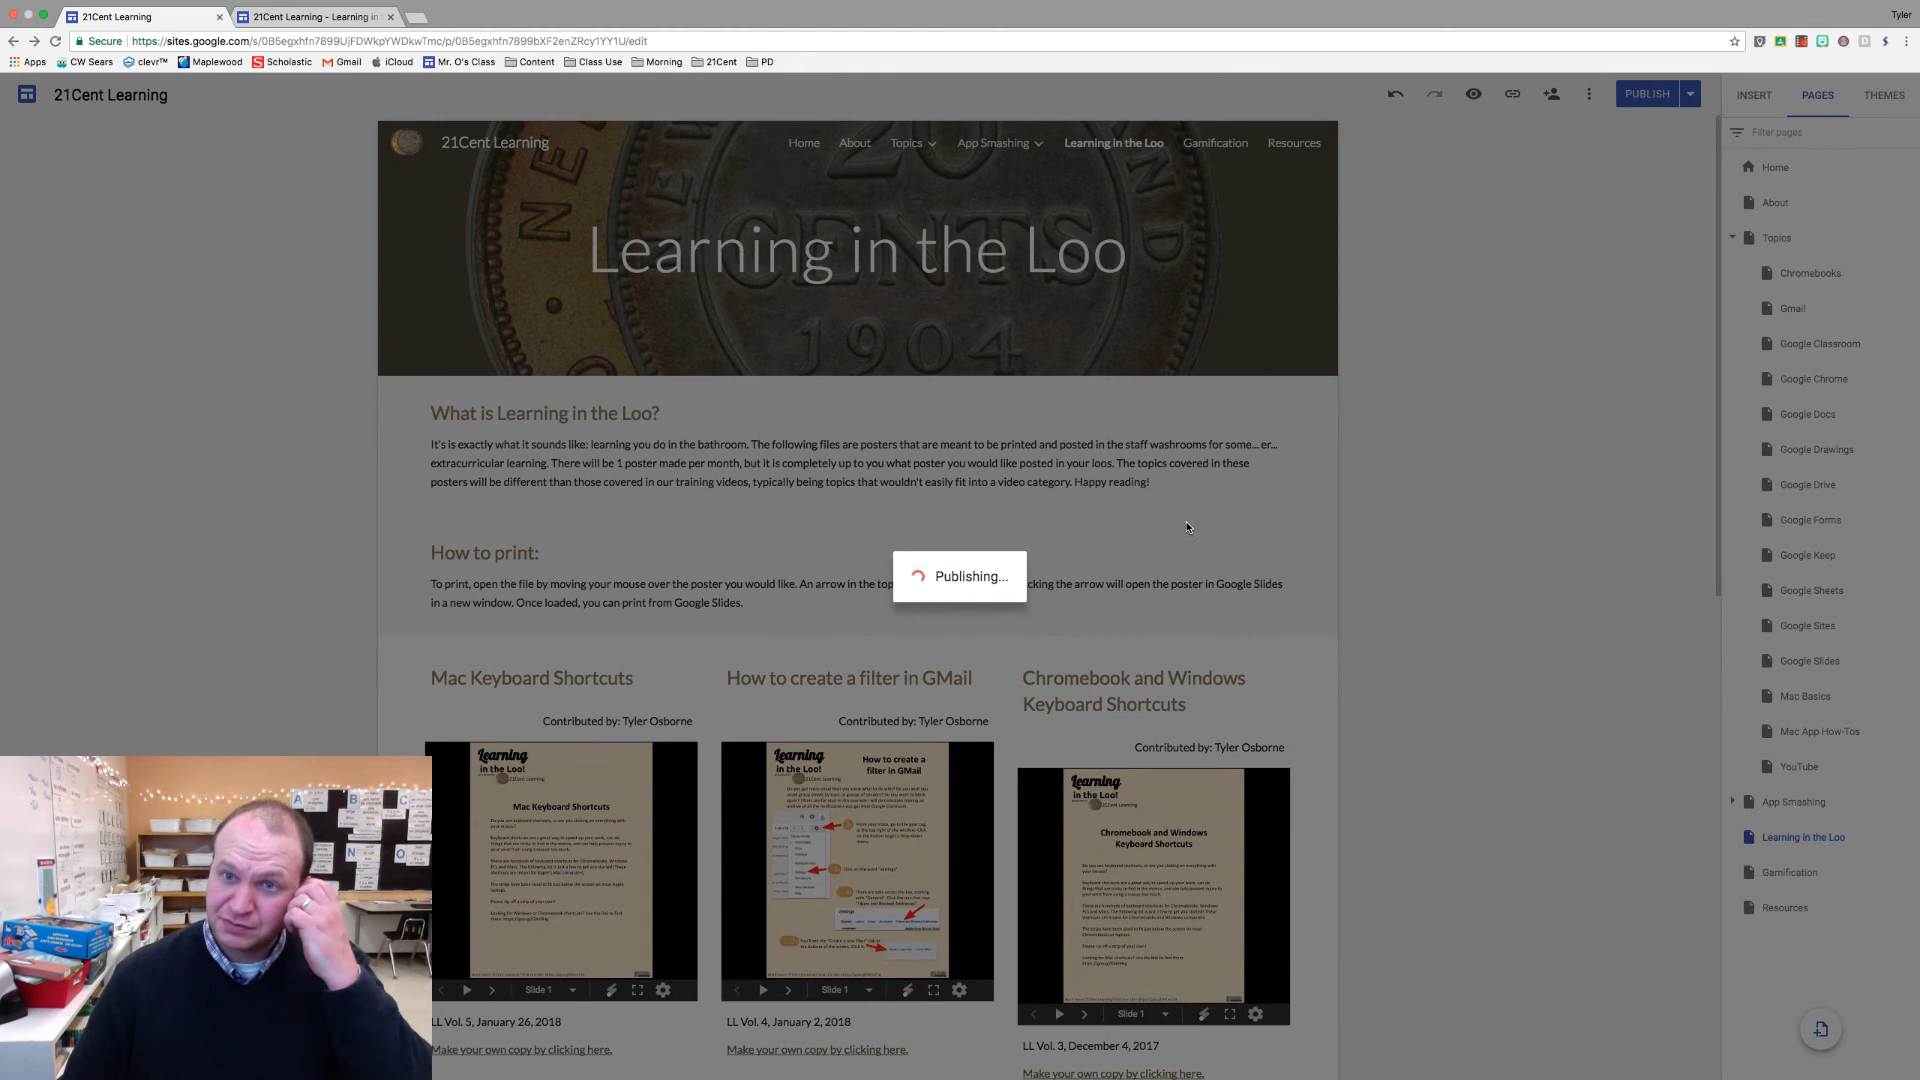 21Cent Learning
21Cent Learning - Learning in
Tyler
Secure
https://sites.google.com/s/0B5egxhfn7899UjFDWkpYWDkwTmc/p/0B5egxhfn7899bXF2enZRcy1YY1U/edit
Apps
CW Sears
clevr™
Maplewood
Scholastic
Gmail
iCloud
Mr. O's Class
Content
Class Use
Morning
21Cent
PD
21Cent Learning
PUBLISH
INSERT
PAGES
THEMES
21Cent Learning
Home
About
Topics
App Smashing
Learning in the Loo
Gamification
Resources
NE
20
CENTS
ND
1904
Learning in the Loo
What is Learning in the Loo?
It's is exactly what it sounds like: learning you do in the bathroom. The following files are posters that are meant to be printed and posted in the staff washrooms for some... er...
extracurricular learning. There will be 1 poster made per month, but it is completely up to you what poster you would like posted in your loos. The topics covered in these
posters will be different than those covered in our training videos, typically being topics that wouldn't easily fit into a video category. Happy reading!
How to print:
To print, open the file by moving your mouse over the poster you would like. An arrow in the top
cking the arrow will open the poster in Google Slides
in a new window. Once loaded, you can print from Google Slides.
Publishing...
Mac Keyboard Shortcuts
Contributed by: Tyler Osborne
Learning
in the Loo!
21Cent Learning
Mac Keyboard Shortcuts
Slide 1
LL Vol. 5, January 26, 2018
Make your own copy by clicking here.
How to create a filter in GMail
Contributed by: Tyler Osborne
Learning
in the Loo!
21Cent Learning
How to create a
filter in GMail
Slide 1
LL Vol. 4, January 2, 2018
Make your own copy by clicking here.
Chromebook and Windows
Keyboard Shortcuts
Contributed by: Tyler Osborne
Learning
in the Loo!
21Cent Learning
Chromebook and Windows
Keyboard Shortcuts
Slide 1
LL Vol. 3, December 4, 2017
Make your own copy by clicking here.
Filter pages
Home
About
Topics
Chromebooks
Gmail
Google Classroom
Google Chrome
Google Docs
Google Drawings
Google Drive
Google Forms
Google Keep
Google Sheets
Google Sites
Google Slides
Mac Basics
Mac App How-Tos
YouTube
App Smashing
Learning in the Loo
Gamification
Resources
A
B
C
N
O